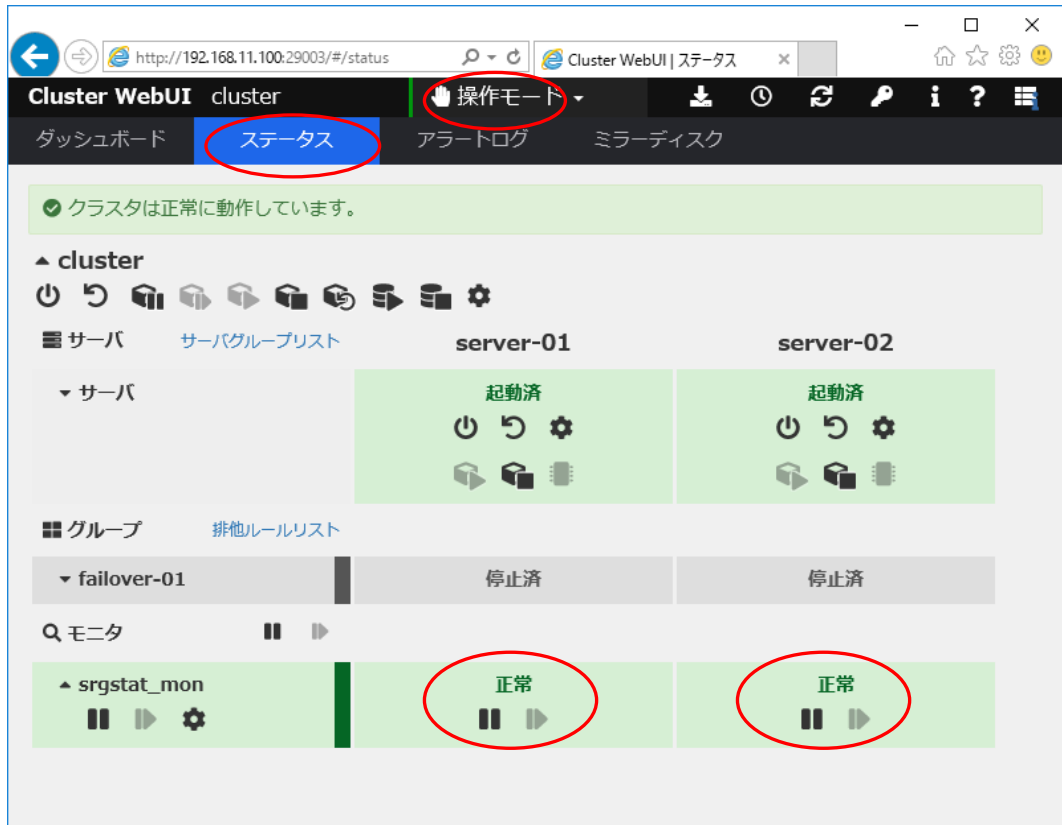 http://192.168.11.100:29003/#/status
Cluster WebUI | ステータス
Cluster WebUI cluster 操作モード
ダッシュボード ステータス アラートログ ミラーディスク
クラスタは正常に動作しています。
cluster
サーバ サーバグループリスト server-01 server-02
サーバ 起動済 起動済
グループ 排他ルールリスト
failover-01 停止済 停止済
モニタ
srgstat_mon 正常 正常